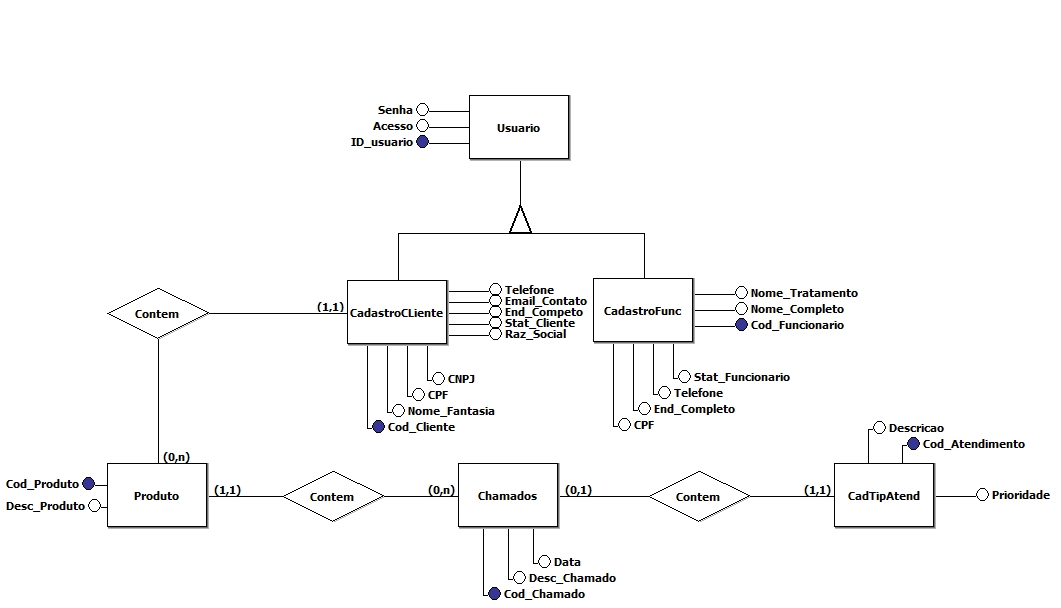 Senha
Acesso
ID_usuario
Usuario
Contem
(1,1)
CadastroCLiente
Telefone
Email_Contato
End_Competo
Stat_Cliente
Raz_Social
CNPJ
CPF
Nome_Fantasia
Cod_Cliente
CadastroFunc
Nome_Tratamento
Nome_Completo
Cod_Funcionario
Stat_Funcionario
Telefone
End_Completo
CPF
(0,n)
Cod_Produto
Desc_Produto
Produto
(1,1)
Contem
(0,n)
Chamados
(0,1)
Contem
(1,1)
CadTipAtend
Descricao
Cod_Atendimento
Prioridade
Data
Desc_Chamado
Cod_Chamado